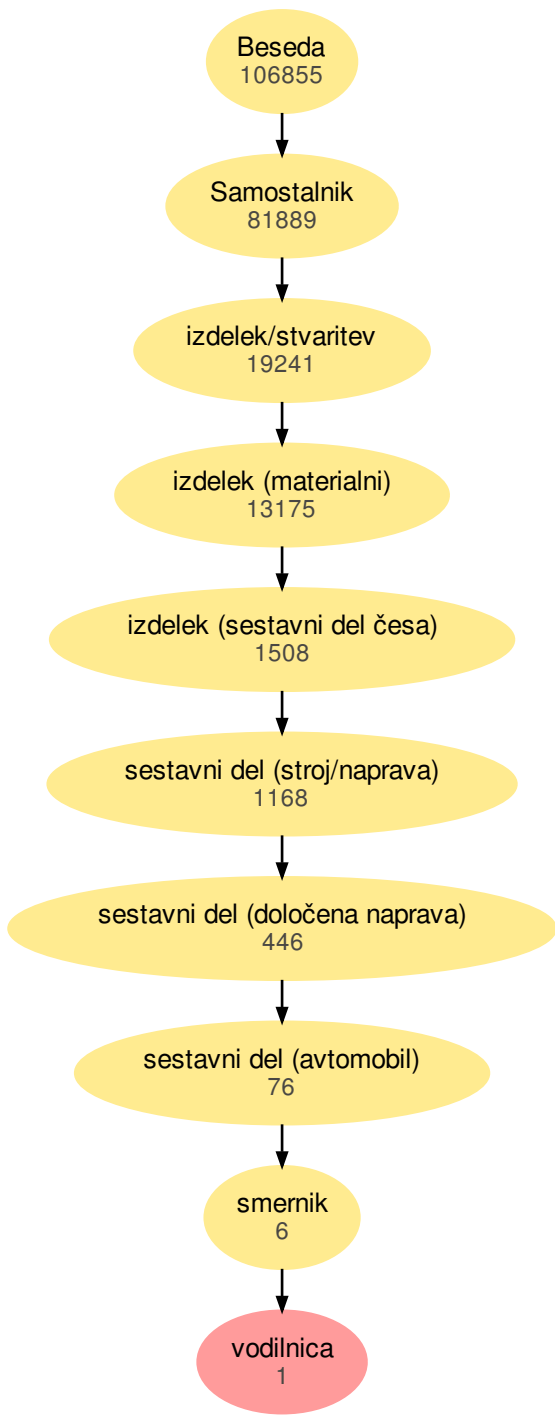 Beseda
106855
Samostalnik
81889
izdelek/stvaritev
19241
izdelek (materialni)
13175
izdelek (sestavni del česa)
1508
sestavni del (stroj/naprava)
1168
sestavni del (določena naprava)
446
sestavni del (avtomobil)
76
smernik
6
vodilnica
1